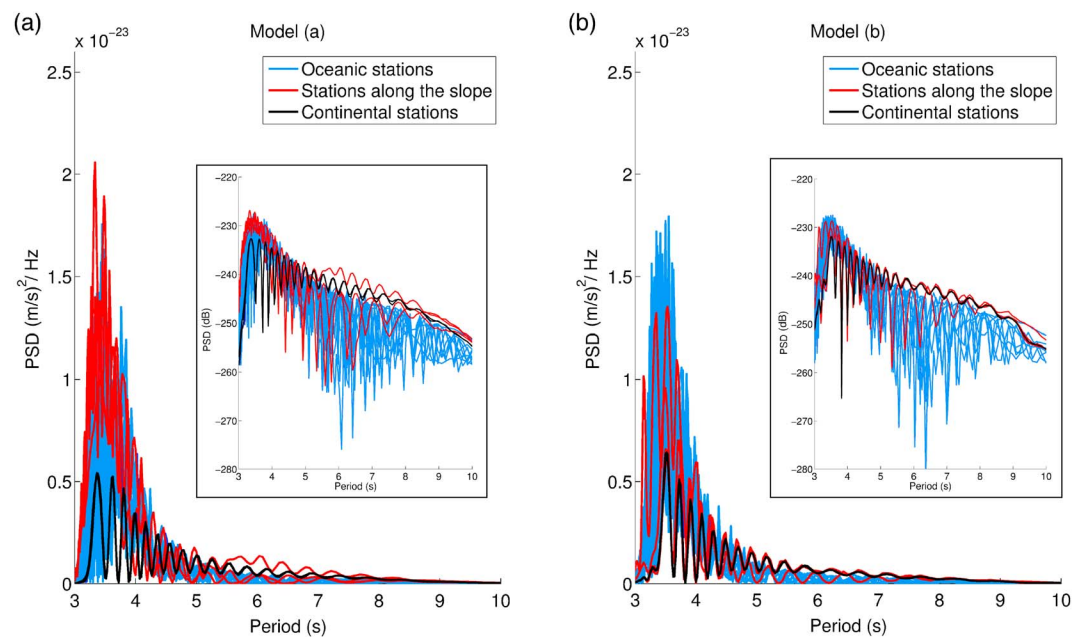 (a)
Model (a)
x 10⁻²³
2.5
2
1.5
1
0.5
0
PSD (m/s)²/ Hz
3 4 5 6 7 8 9 10
Period (s)
Oceanic stations
Stations along the slope
Continental stations
−220
−230
−240
−250
−260
−270
−280
PSD (dB)
3 4 5 6 7 8 9 10
Period (s)
(b)
Model (b)
x 10⁻²³
2.5
2
1.5
1
0.5
0
PSD (m/s)²/ Hz
3 4 5 6 7 8 9 10
Period (s)
Oceanic stations
Stations along the slope
Continental stations
−220
−230
−240
−250
−260
−270
−280
PSD (dB)
3 4 5 6 7 8 9 10
Period (s)